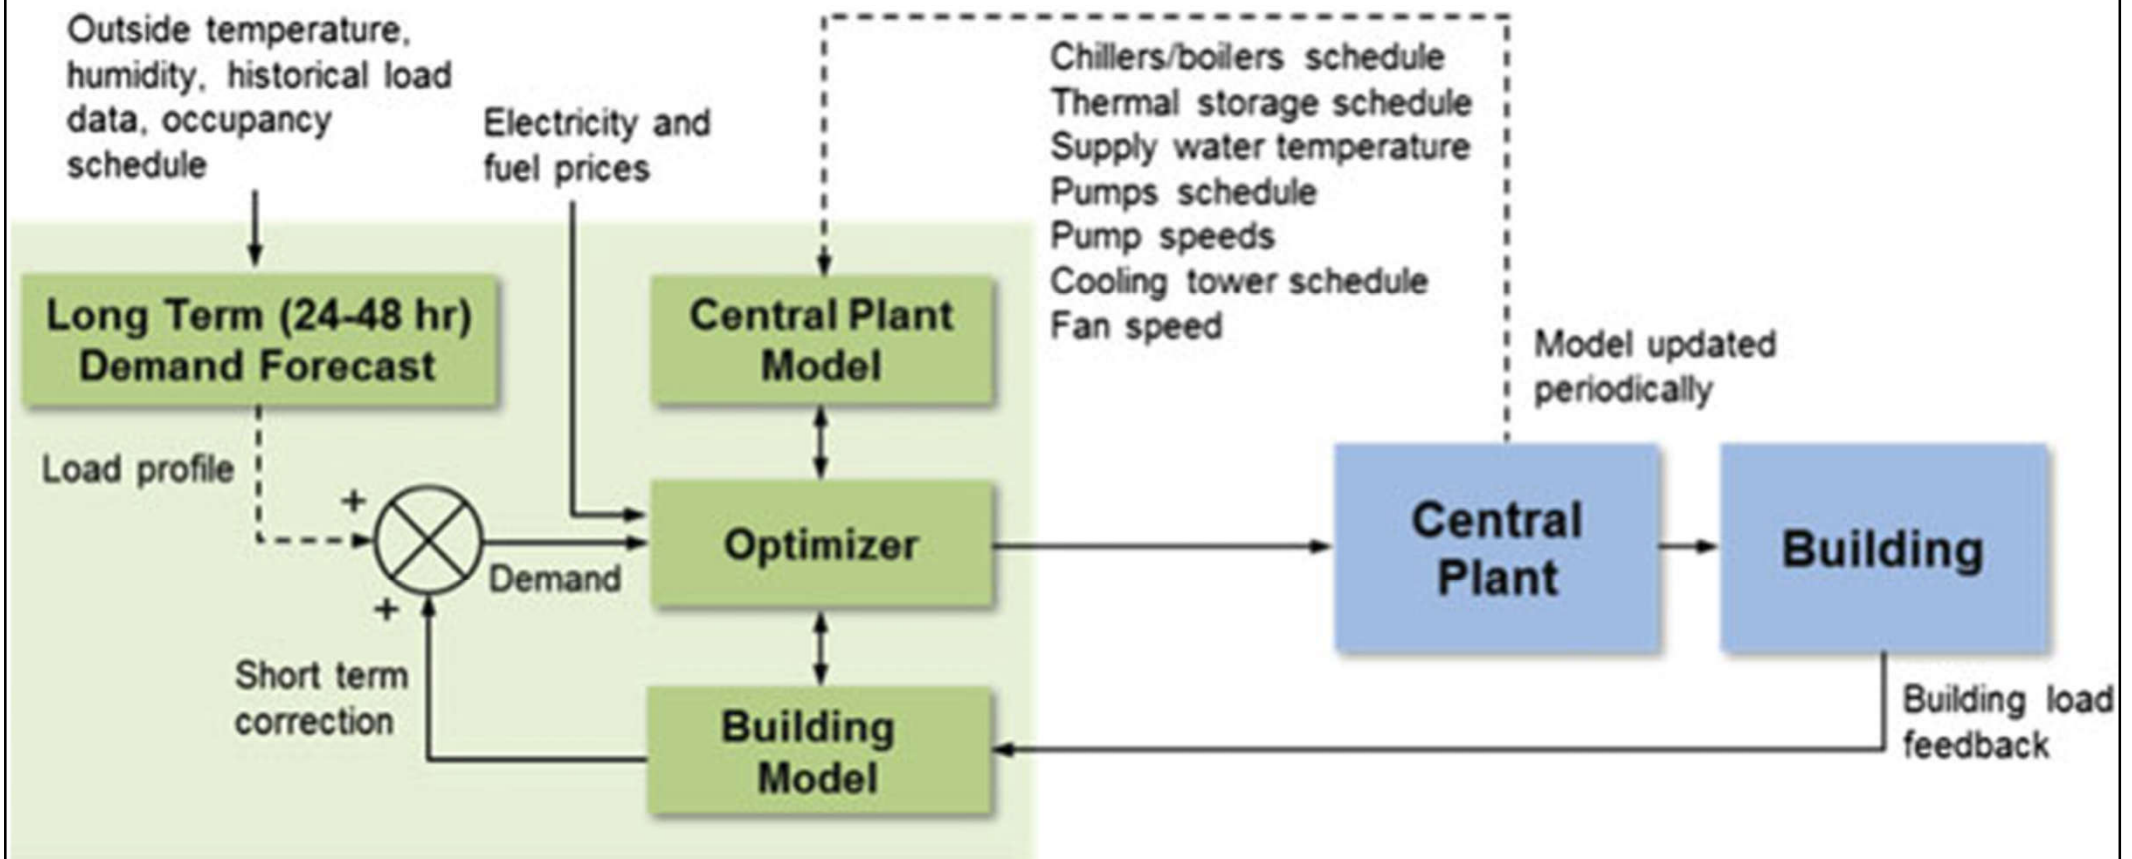 Outside temperature,
humidity, historical load
data, occupancy
schedule
Electricity and
fuel prices
Chillers/boilers schedule
Thermal storage schedule
Supply water temperature
Pumps schedule
Pump speeds
Cooling tower schedule
Fan speed
Model updated
periodically
Long Term (24-48 hr)
Demand Forecast
Central Plant
Model
Load profile
+
Demand
+
Optimizer
Central
Plant
Building
Short term
correction
Building
Model
Building load
feedback